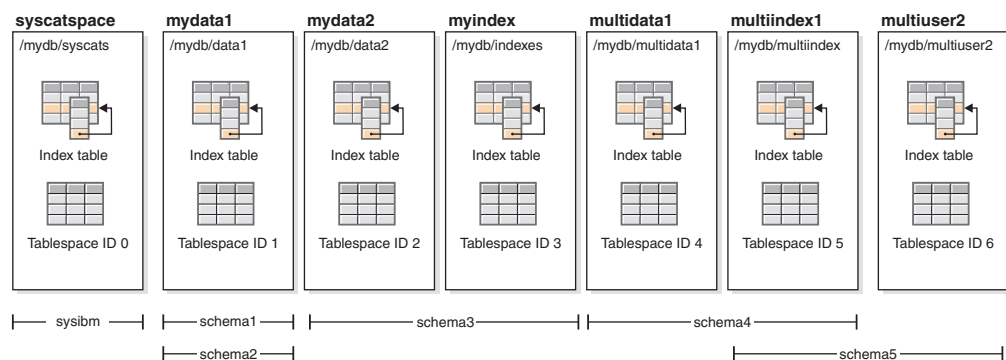 syscatspace
mydata1
mydata2
myindex
multidata1
multiindex1
multiuser2
/mydb/syscats
/mydb/data1
/mydb/data2
/mydb/indexes
/mydb/multidata1
/mydb/multiindex
/mydb/multiuser2
Index table
Index table
Index table
Index table
Index table
Index table
Index table
Tablespace ID 0
Tablespace ID 1
Tablespace ID 2
Tablespace ID 3
Tablespace ID 4
Tablespace ID 5
Tablespace ID 6
sysibm
schema1
schema3
schema4
schema2
schema5